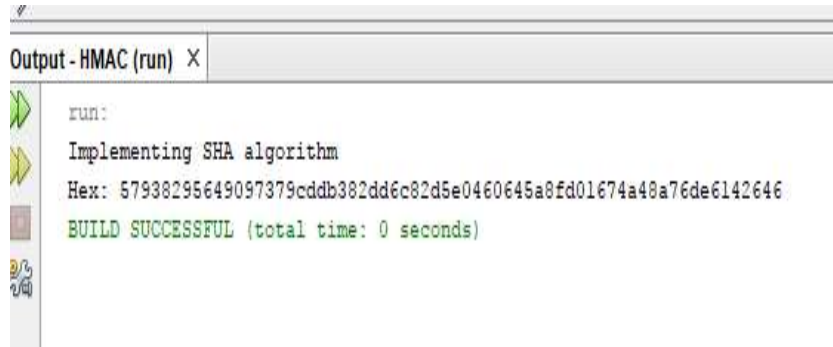 Output - HMAC (run) X
run:
Implementing SHA algorithm
Hex: 57938295649097379cddb382dd6c82d5e0460645a8fd01674a48a76de6142646
BUILD SUCCESSFUL (total time: 0 seconds)